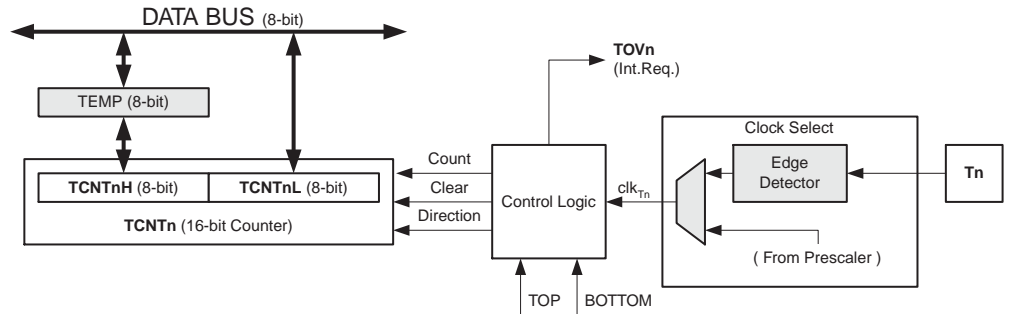 DATA BUS (8-bit)
TOVn
(Int.Req.)
TEMP (8-bit)
Clock Select
Count
Edge
Detector
Tn
TCNTnH (8-bit) TCNTnL (8-bit)
Clear
Control Logic
clkTn
TCNTn (16-bit Counter)
Direction
( From Prescaler )
TOP BOTTOM